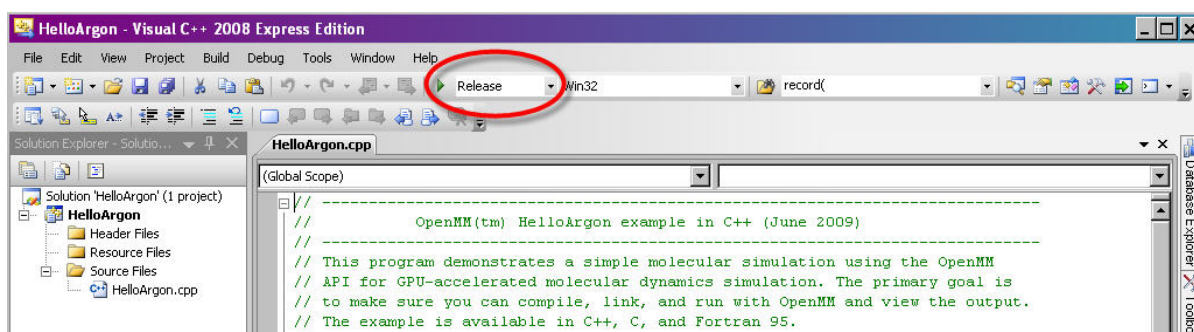 HelloArgon - Visual C++ 2008 Express Edition
File Edit View Project Build Debug Tools Window Help
Release Win32 record(
Solution Explorer - Solutio...
HelloArgon.cpp
(Global Scope)
Solution 'HelloArgon' (1 project)
HelloArgon
Header Files
Resource Files
Source Files
HelloArgon.cpp
// -----------------------------------------------------------------------------
// OpenMM(tm) HelloArgon example in C++ (June 2009)
// -----------------------------------------------------------------------------
// This program demonstrates a simple molecular simulation using the OpenMM
// API for GPU-accelerated molecular dynamics simulation. The primary goal is
// to make sure you can compile, link, and run with OpenMM and view the output.
// The example is available in C++, C, and Fortran 95.
Database Explorer